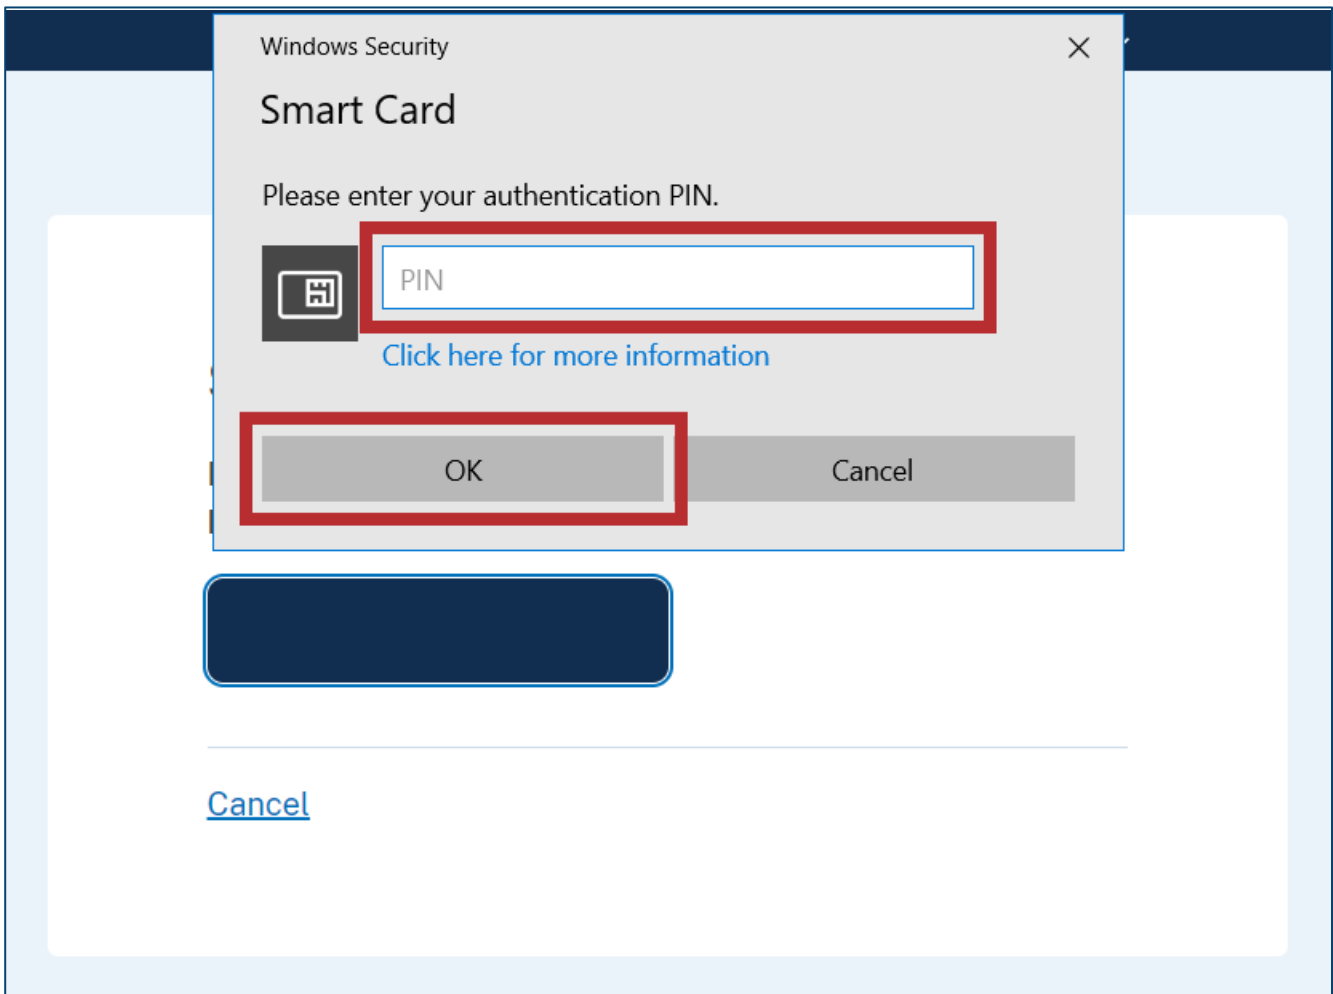 Windows Security
Smart Card
Please enter your authentication PIN.
PIN
Click here for more information
OK Cancel
Cancel